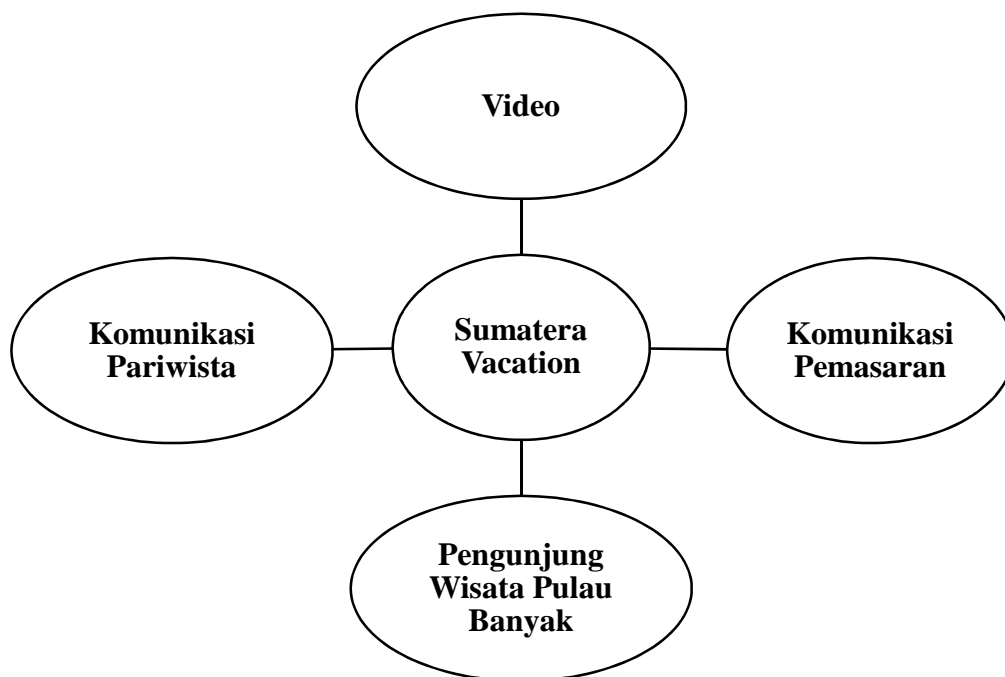 Video
Komunikasi
Pariwista
Sumatera
Vacation
Komunikasi
Pemasaran
Pengunjung
Wisata Pulau
Banyak